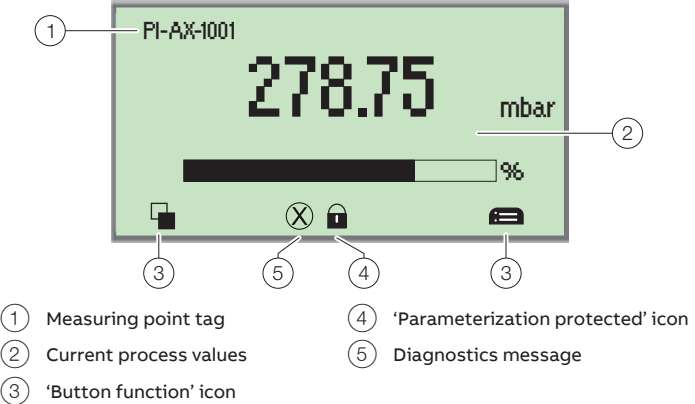 1 PI-AX-1001
278.75 mbar
2
%
X
3 5 4 3
1 Measuring point tag
2 Current process values
3 ‘Button function’ icon
4 ‘Parameterization protected’ icon
5 Diagnostics message